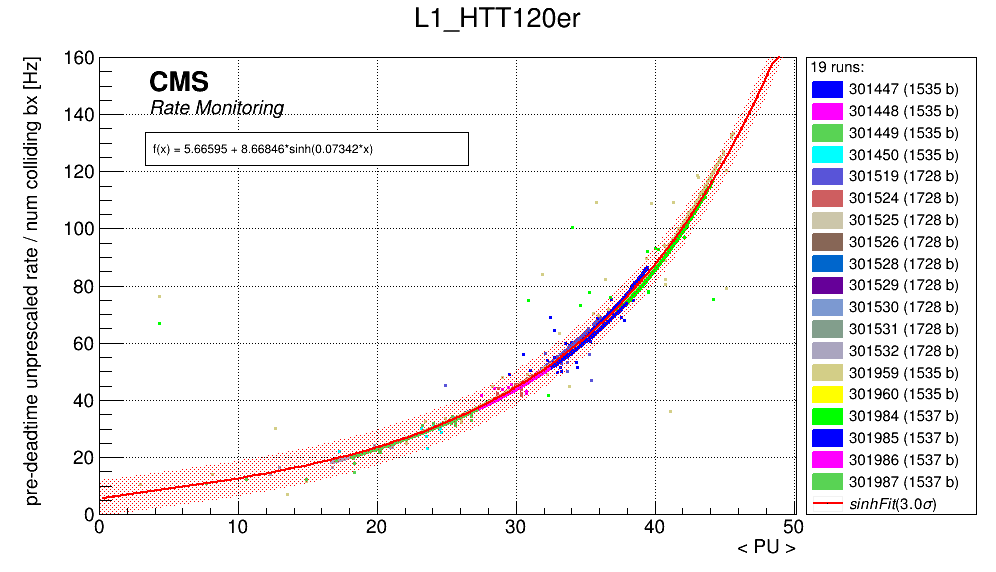 L1_HTT120er
pre-deadtime unprescaled rate / num colliding bx [Hz]
CMS
Rate Monitoring
f(x) = 5.66595 + 8.66846*sinh(0.07342*x)
160
140
120
100
80
60
40
20
0
0 10 20 30 40 50
< PU >
19 runs:
301447 (1535 b)
301448 (1535 b)
301449 (1535 b)
301450 (1535 b)
301519 (1728 b)
301524 (1728 b)
301525 (1728 b)
301526 (1728 b)
301528 (1728 b)
301529 (1728 b)
301530 (1728 b)
301531 (1728 b)
301532 (1728 b)
301959 (1535 b)
301960 (1535 b)
301984 (1537 b)
301985 (1537 b)
301986 (1537 b)
301987 (1537 b)
sinhFit(3.0σ)